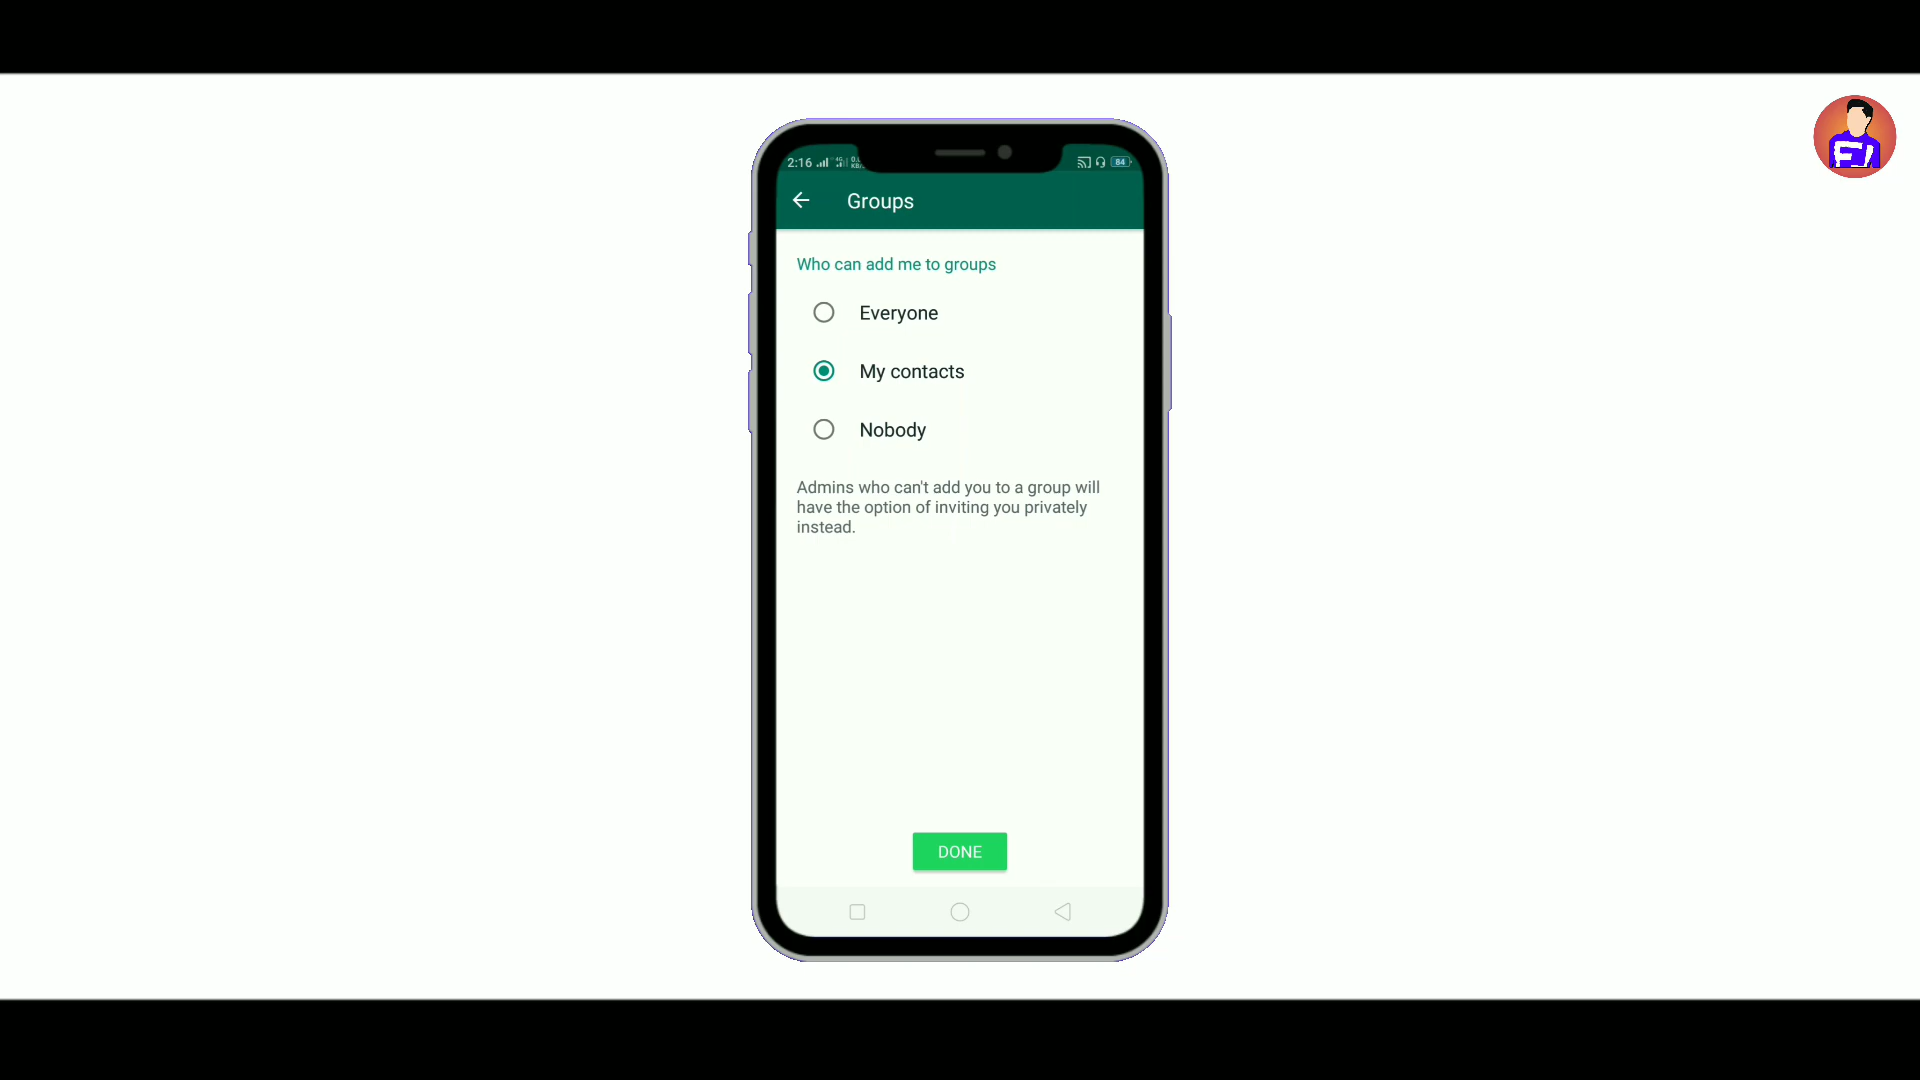 2:16
84
Groups
Who can add me to groups
Everyone
My contacts
Nobody
Admins who can't add you to a group will
have the option of inviting you privately
instead.
DONE